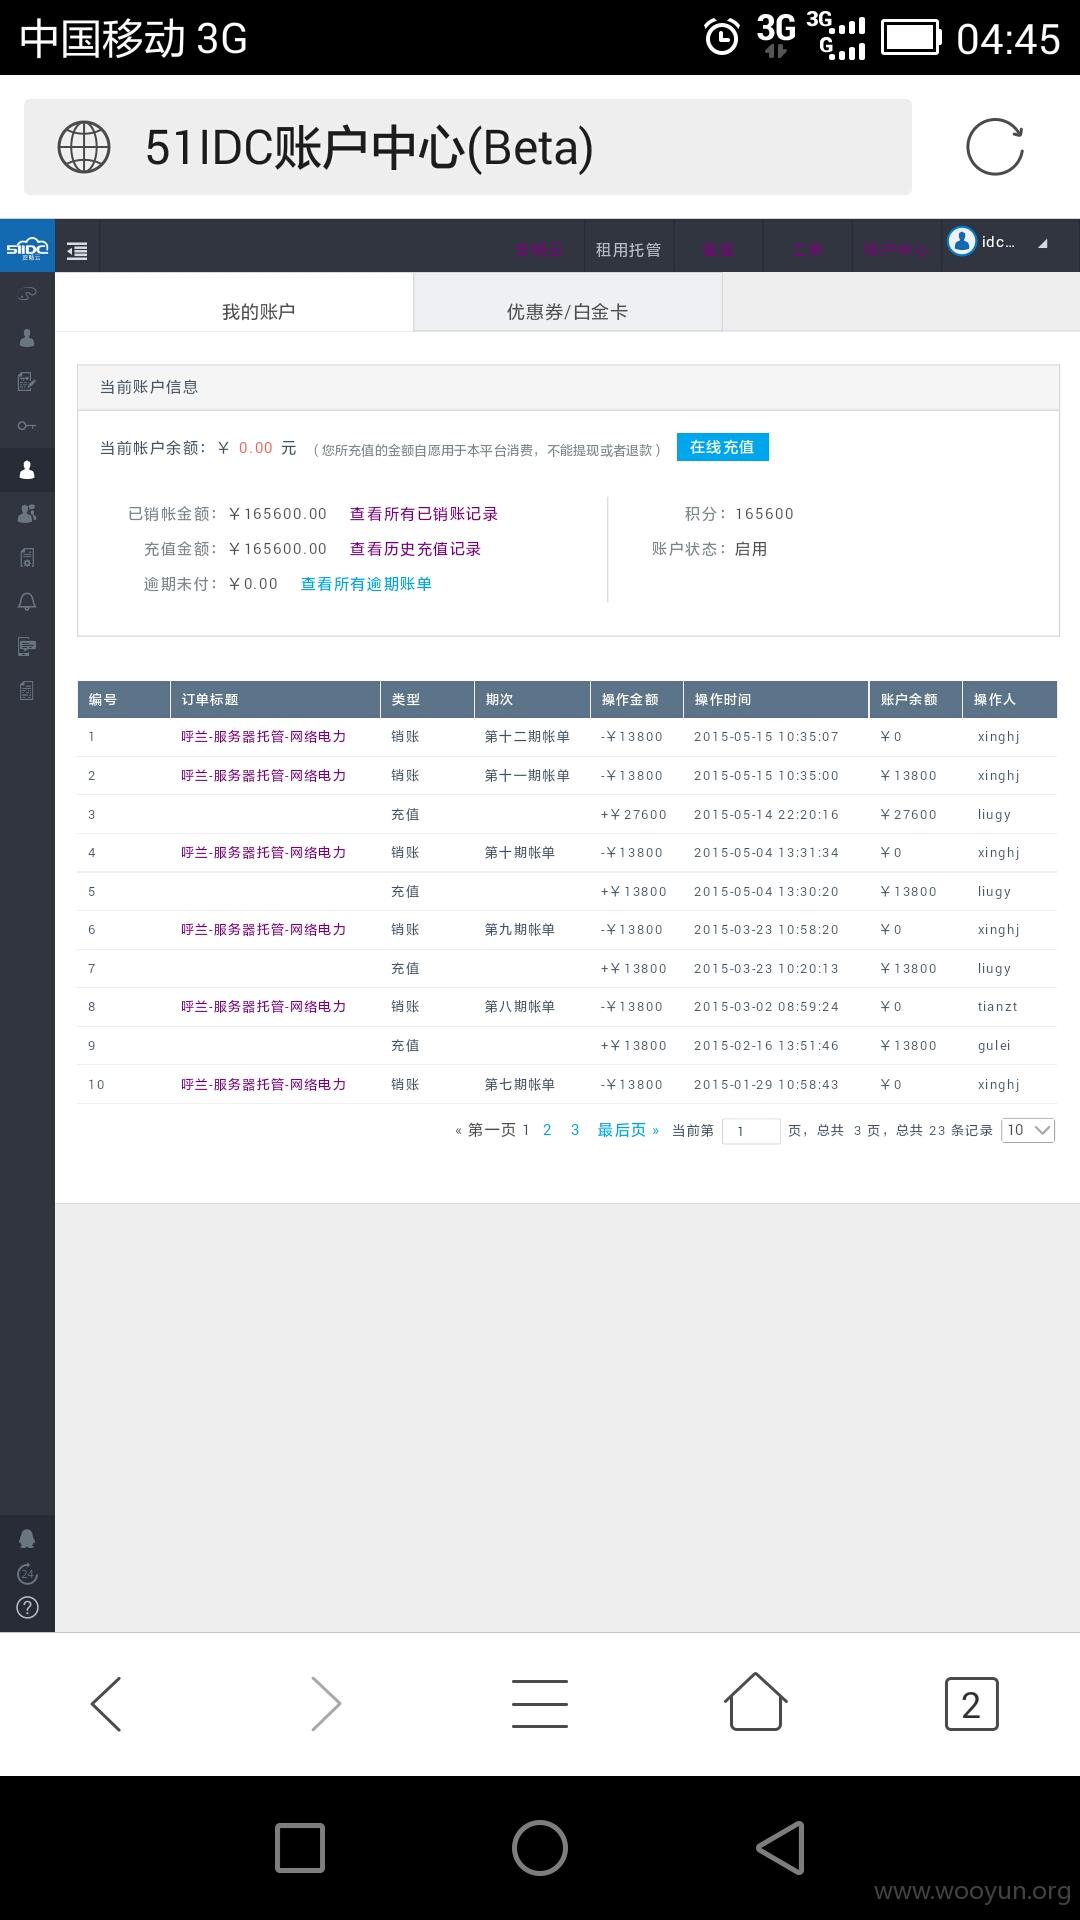 中国移动 3G 3G 3G G 04:45
51IDC账户中心(Beta)
51IDC 安畅云 租用托管 账户中心 idc...
我的账户 优惠券/白金卡
当前账户信息
当前帐户余额：￥ 0.00 元 （您所充值的金额自愿用于本平台消费，不能提现或者退款） 在线充值
已销帐金额：￥165600.00 查看所有已销账记录 积分：165600
充值金额：￥165600.00 查看历史充值记录 账户状态：启用
逾期未付：￥0.00 查看所有逾期账单
编号 订单标题 类型 期次 操作金额 操作时间 账户余额 操作人
1 呼兰-服务器托管-网络电力 销账 第十二期帐单 -￥13800 2015-05-15 10:35:07 ￥0 xinghj
2 呼兰-服务器托管-网络电力 销账 第十一期帐单 -￥13800 2015-05-15 10:35:00 ￥13800 xinghj
3 充值 +￥27600 2015-05-14 22:20:16 ￥27600 liugy
4 呼兰-服务器托管-网络电力 销账 第十期帐单 -￥13800 2015-05-04 13:31:34 ￥0 xinghj
5 充值 +￥13800 2015-05-04 13:30:20 ￥13800 liugy
6 呼兰-服务器托管-网络电力 销账 第九期帐单 -￥13800 2015-03-23 10:58:20 ￥0 xinghj
7 充值 +￥13800 2015-03-23 10:20:13 ￥13800 liugy
8 呼兰-服务器托管-网络电力 销账 第八期帐单 -￥13800 2015-03-02 08:59:24 ￥0 tianzt
9 充值 +￥13800 2015-02-16 13:51:46 ￥13800 gulei
10 呼兰-服务器托管-网络电力 销账 第七期帐单 -￥13800 2015-01-29 10:58:43 ￥0 xinghj
« 第一页 1 2 3 最后页 » 当前第 1 页，总共 3 页，总共 23 条记录 10
24
?
2
www.wooyun.org